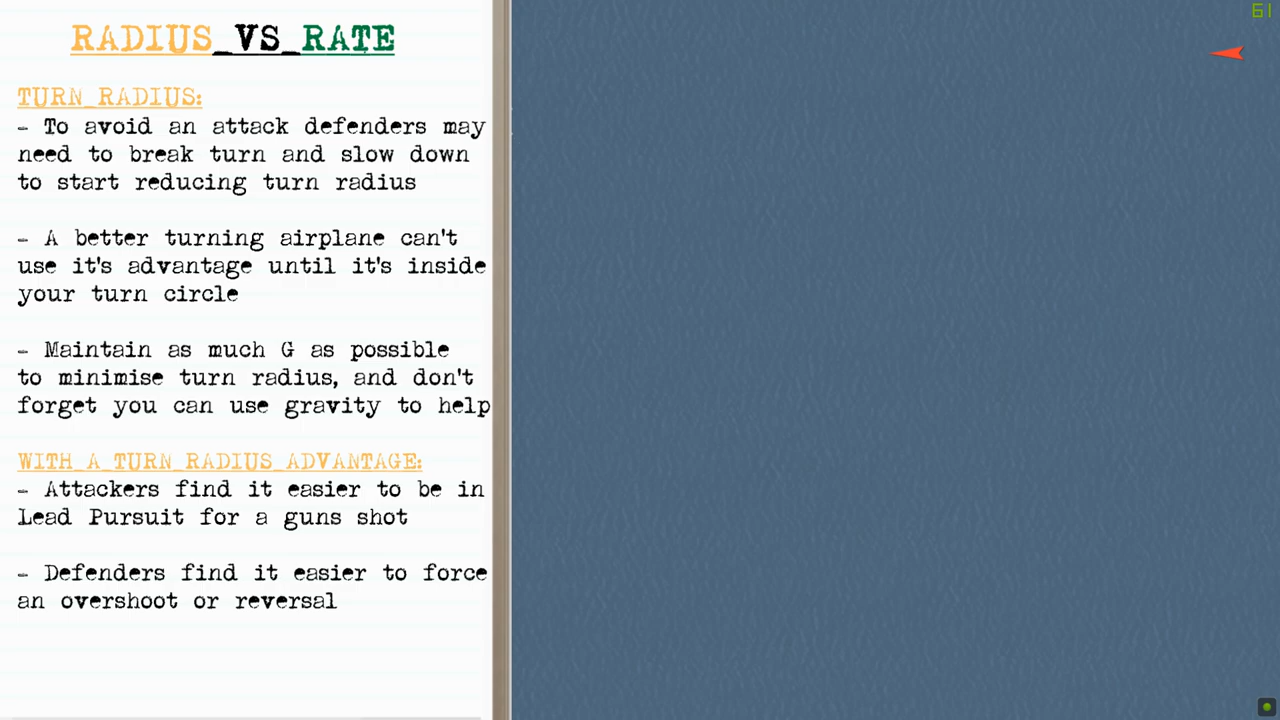 RADIUS_VS_RATE
TURN_RADIUS:
- To avoid an attack defenders may
need to break turn and slow down
to start reducing turn radius
- A better turning airplane can't
use it's advantage until it's inside
your turn circle
- Maintain as much G as possible
to minimise turn radius, and don't
forget you can use gravity to help
WITH_A_TURN_RADIUS_ADVANTAGE:
- Attackers find it easier to be in
Lead Pursuit for a guns shot
- Defenders find it easier to force
an overshoot or reversal
61